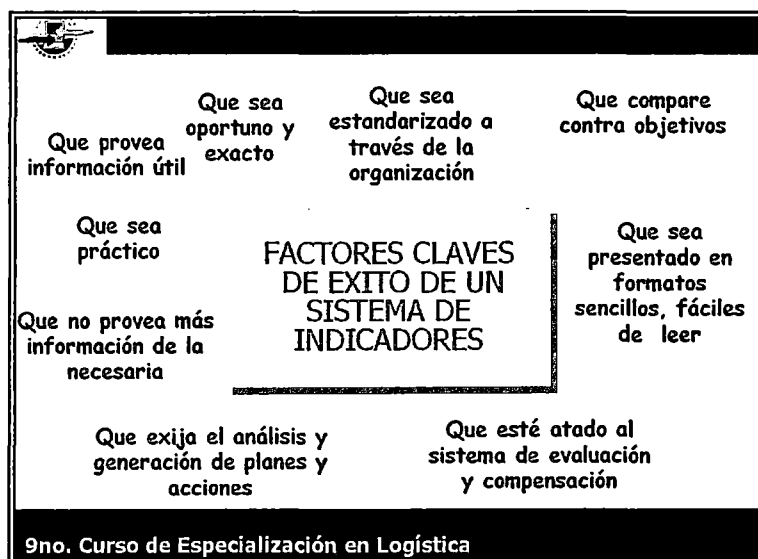 Que sea
oportuno y
exacto
Que sea
estandarizado a
través de la
organización
Que compare
contra objetivos
Que provea
información útil
Que sea
práctico
FACTORES CLAVES
DE EXITO DE UN
SISTEMA DE
INDICADORES
Que sea
presentado en
formatos
sencillos, fáciles
de leer
Que no provea más
información de la
necesaria
Que exija el análisis y
generación de planes y
acciones
Que esté atado al
sistema de evaluación
y compensación
9no. Curso de Especialización en Logística